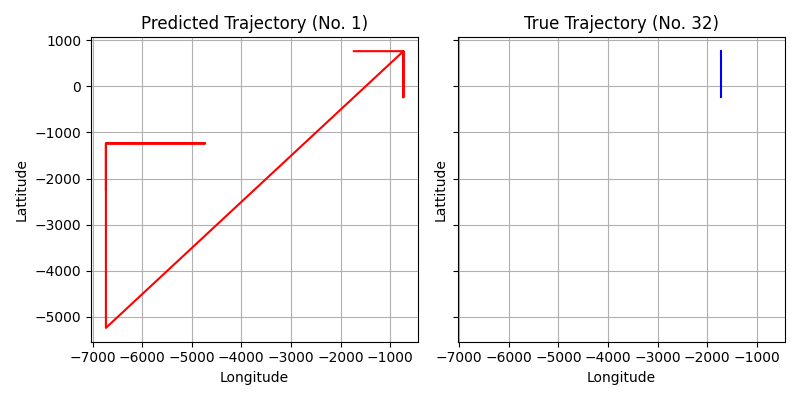 Predicted Trajectory (No. 1)
True Trajectory (No. 32)
1000
0
−1000
−2000
−3000
−4000
−5000
Lattitude
Lattitude
−7000 −6000 −5000 −4000 −3000 −2000 −1000
−7000 −6000 −5000 −4000 −3000 −2000 −1000
Longitude
Longitude